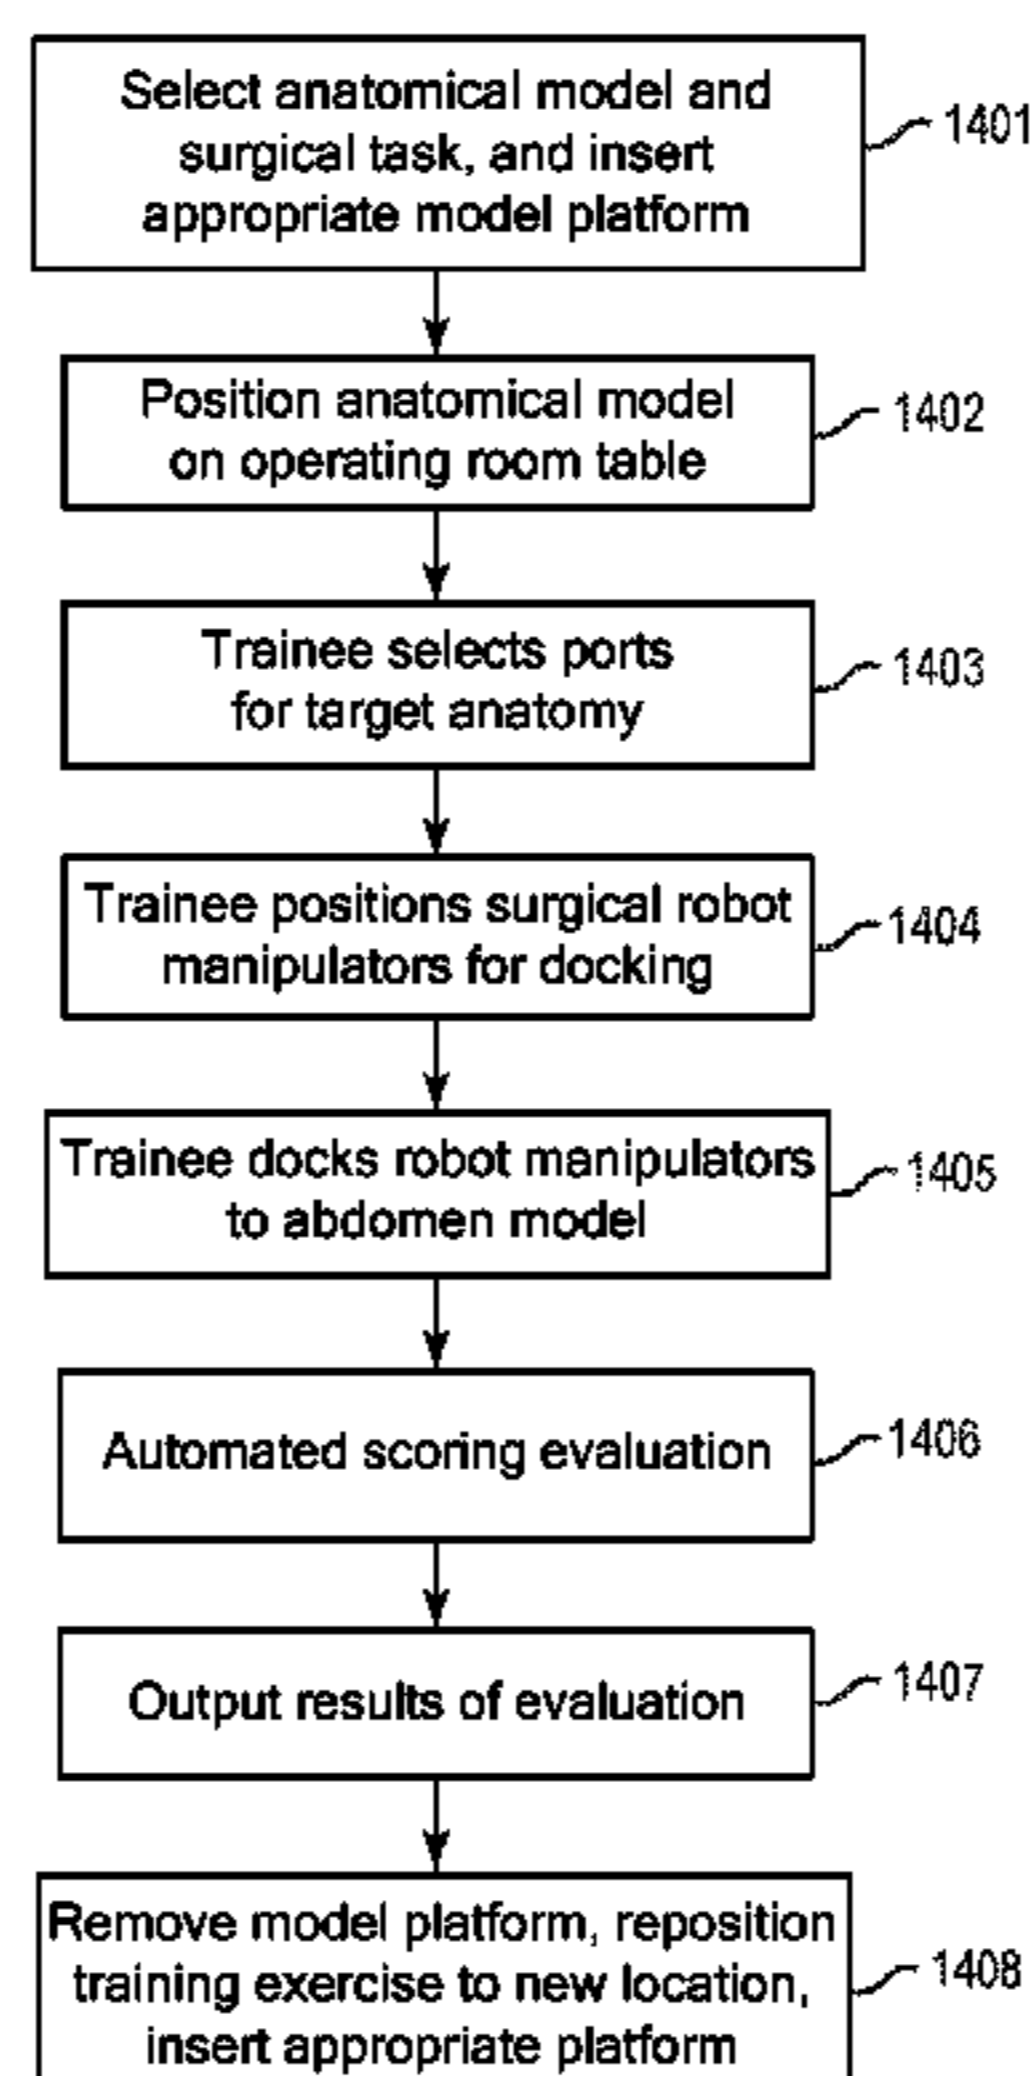 Select anatomical model and
surgical task, and insert
appropriate model platform
1401
Position anatomical model
on operating room table
1402
Trainee selects ports
for target anatomy
1403
Trainee positions surgical robot
manipulators for docking
1404
Trainee docks robot manipulators
to abdomen model
1405
Automated scoring evaluation
1406
Output results of evaluation
1407
Remove model platform, reposition
training exercise to new location,
insert appropriate platform
1408